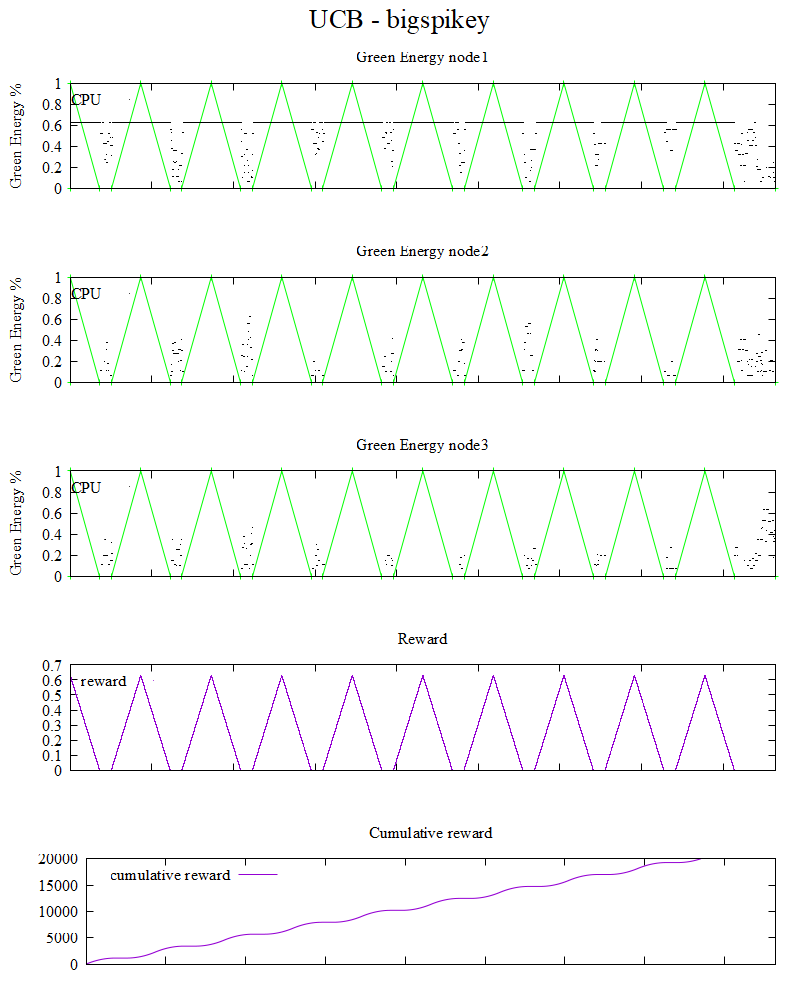 UCB - bigspikey
Green Energy node1
Green Energy %
1
0.8
0.6
0.4
0.2
0
CPU
Green Energy node2
Green Energy %
1
0.8
0.6
0.4
0.2
0
CPU
Green Energy node3
Green Energy %
1
0.8
0.6
0.4
0.2
0
CPU
Reward
0.7
0.6
0.5
0.4
0.3
0.2
0.1
0
reward
Cumulative reward
20000
15000
10000
5000
0
cumulative reward